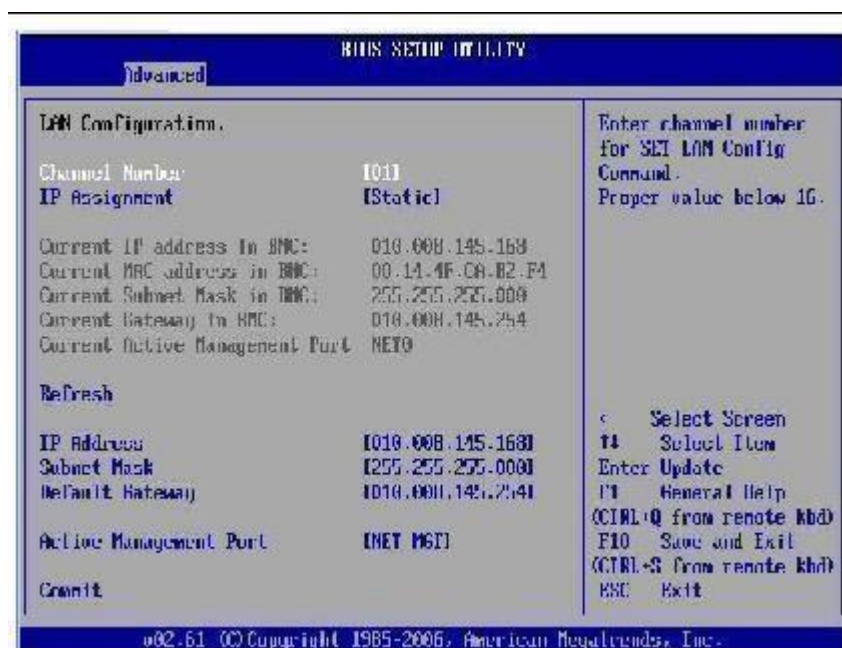 BIOS SETUP UTILITY
Advanced
LAN Configuration.
Channel Number [01]
IP Assignment [Static]
Current IP address in BMC: 010.008.145.168
Current MAC address in BMC: 00.14.4F.CA.B2.F4
Current Subnet Mask in BMC: 255.255.255.000
Current Gateway in BMC: 010.008.145.254
Current Active Management Port NET0
Refresh
IP Address [010.008.145.168]
Subnet Mask [255.255.255.000]
Default Gateway [010.008.145.254]
Active Management Port [NET MGT]
Commit
Enter channel number
for SET LAN Config
Command.
Proper value below 16.
< Select Screen
↑↓ Select Item
Enter Update
F1 General Help
(CTRL+Q from remote kbd)
F10 Save and Exit
(CTRL+S from remote kbd)
ESC Exit
v02.61 (C)Copyright 1985-2006, American Megatrends, Inc.